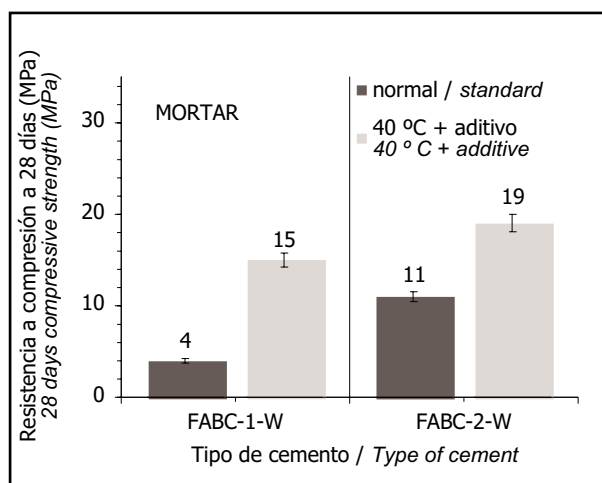 Resistencia a compresión a 28 días (MPa)
28 days compressive strength (MPa)
30
20
10
0
MORTAR
normal / standard
40 ºC + aditivo
40 º C + additive
4
15
11
19
FABC-1-W
FABC-2-W
Tipo de cemento / Type of cement